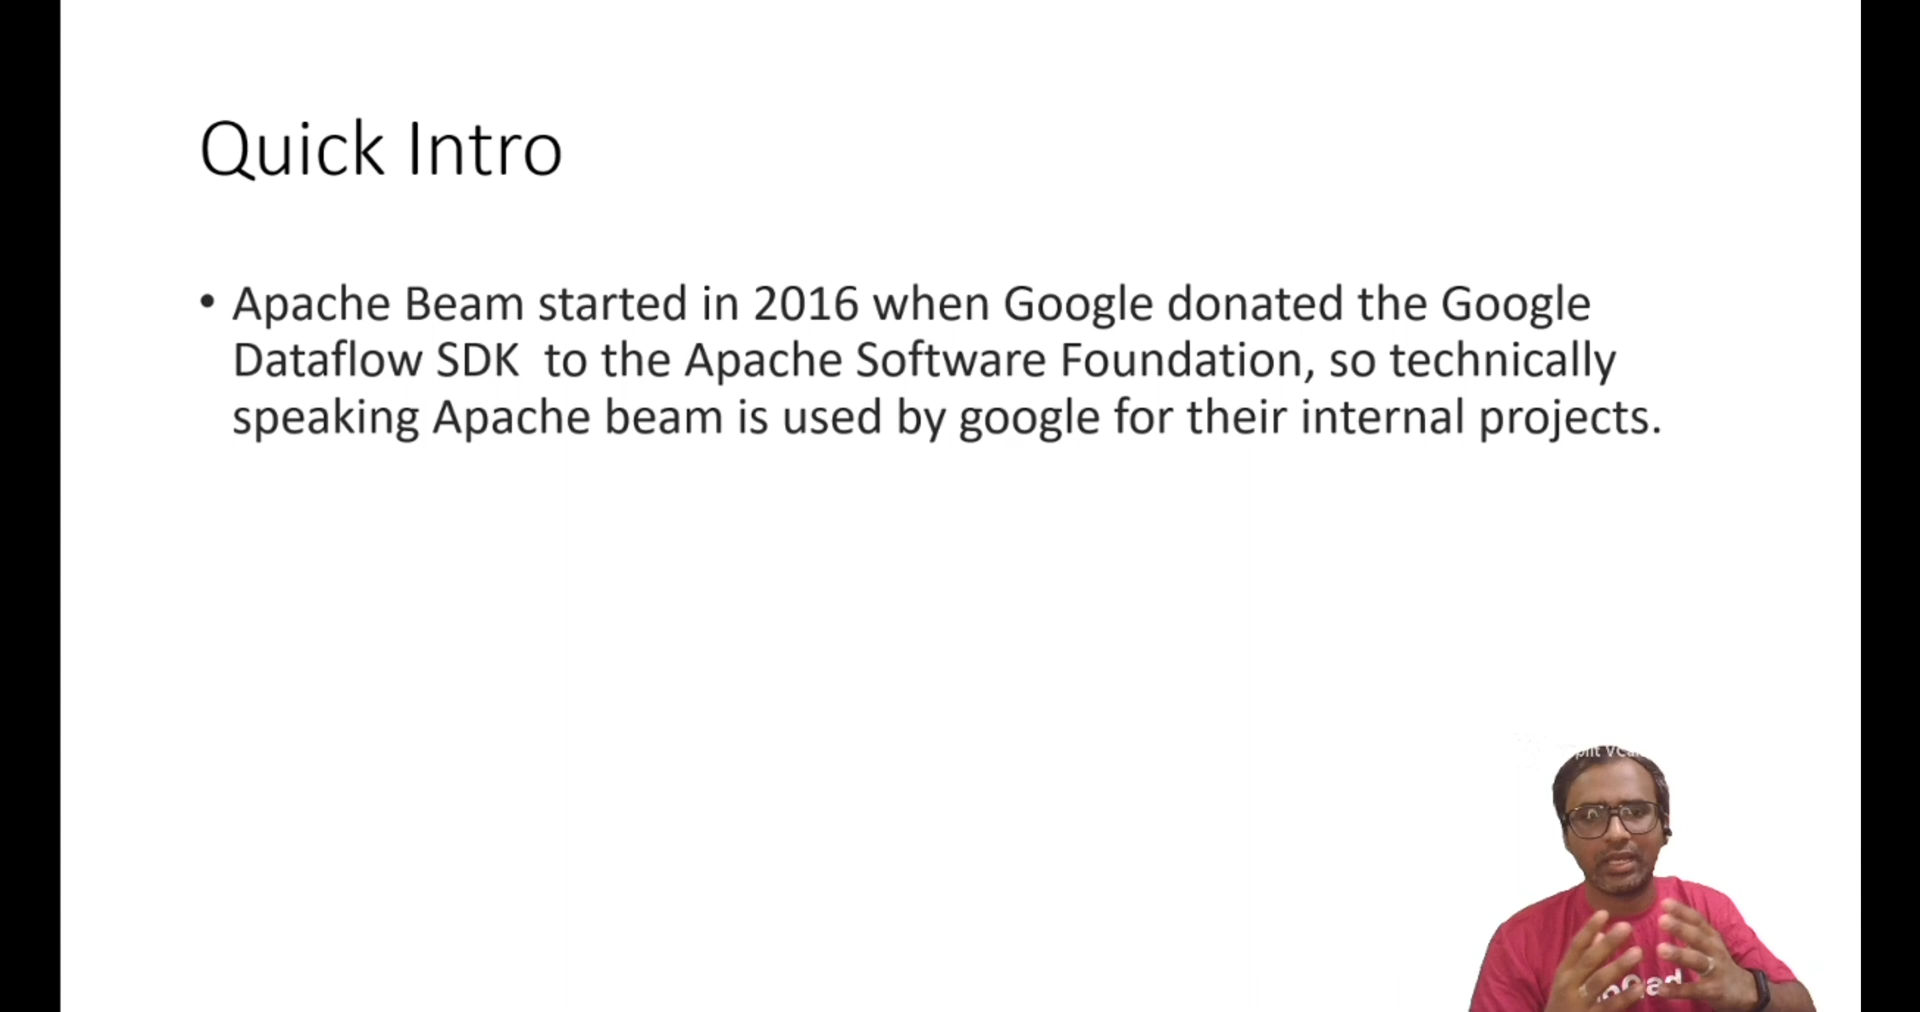 Quick Intro
• Apache Beam started in 2016 when Google donated the Google
Dataflow SDK  to the Apache Software Foundation, so technically
speaking Apache beam is used by google for their internal projects.